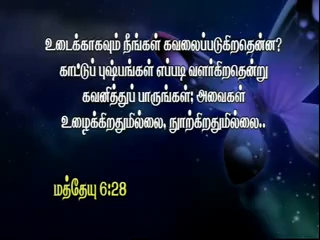 உடைக்காகவும் நீங்கள் கவலைப்படுகிறதென்ன?
காட்டுப் புஷ்பங்கள் எப்படி வளர்கிறதென்று
கவனித்துப் பாருங்கள்; அவைகள்
உழைக்கிறதுமில்லை, நூற்கிறதுமில்லை..
மத்தேயு 6:28